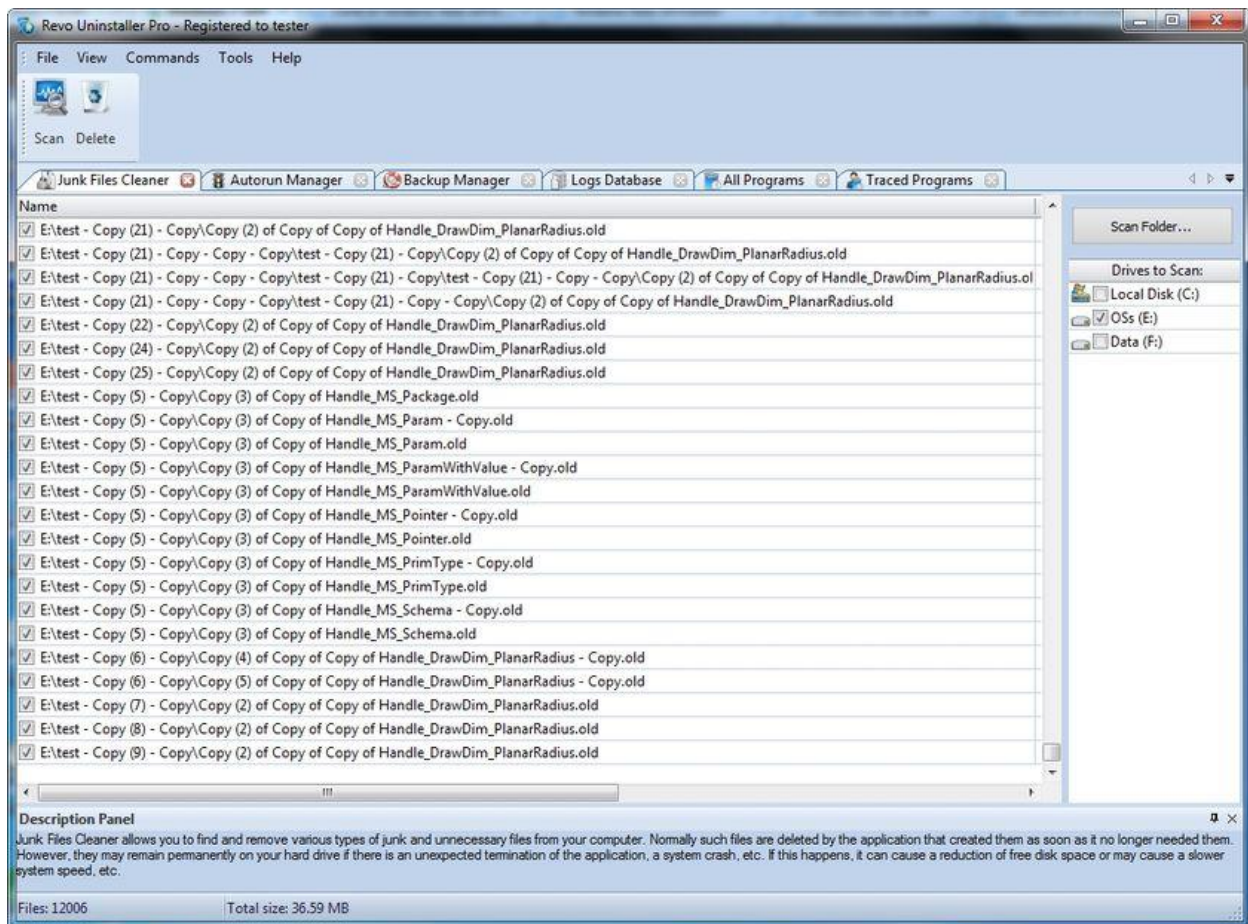 Revo Uninstaller Pro - Registered to tester
File View Commands Tools Help
Scan Delete
Junk Files Cleaner Autorun Manager Backup Manager Logs Database All Programs Traced Programs
Name
E:\test - Copy (21) - Copy\Copy (2) of Copy of Copy of Handle_DrawDim_PlanarRadius.old
E:\test - Copy (21) - Copy - Copy - Copy\test - Copy (21) - Copy\Copy (2) of Copy of Copy of Handle_DrawDim_PlanarRadius.old
E:\test - Copy (21) - Copy - Copy - Copy\test - Copy (21) - Copy\test - Copy (21) - Copy - Copy\Copy (2) of Copy of Copy of Handle_DrawDim_PlanarRadius.ol
E:\test - Copy (21) - Copy - Copy - Copy\test - Copy (21) - Copy - Copy\Copy (2) of Copy of Copy of Handle_DrawDim_PlanarRadius.old
E:\test - Copy (22) - Copy\Copy (2) of Copy of Copy of Handle_DrawDim_PlanarRadius.old
E:\test - Copy (24) - Copy\Copy (2) of Copy of Copy of Handle_DrawDim_PlanarRadius.old
E:\test - Copy (25) - Copy\Copy (2) of Copy of Copy of Handle_DrawDim_PlanarRadius.old
E:\test - Copy (5) - Copy\Copy (3) of Copy of Handle_MS_Package.old
E:\test - Copy (5) - Copy\Copy (3) of Copy of Handle_MS_Param - Copy.old
E:\test - Copy (5) - Copy\Copy (3) of Copy of Handle_MS_Param.old
E:\test - Copy (5) - Copy\Copy (3) of Copy of Handle_MS_ParamWithValue - Copy.old
E:\test - Copy (5) - Copy\Copy (3) of Copy of Handle_MS_ParamWithValue.old
E:\test - Copy (5) - Copy\Copy (3) of Copy of Handle_MS_Pointer - Copy.old
E:\test - Copy (5) - Copy\Copy (3) of Copy of Handle_MS_Pointer.old
E:\test - Copy (5) - Copy\Copy (3) of Copy of Handle_MS_PrimType - Copy.old
E:\test - Copy (5) - Copy\Copy (3) of Copy of Handle_MS_PrimType.old
E:\test - Copy (5) - Copy\Copy (3) of Copy of Handle_MS_Schema - Copy.old
E:\test - Copy (5) - Copy\Copy (3) of Copy of Handle_MS_Schema.old
E:\test - Copy (6) - Copy\Copy (4) of Copy of Copy of Handle_DrawDim_PlanarRadius - Copy.old
E:\test - Copy (6) - Copy\Copy (5) of Copy of Copy of Handle_DrawDim_PlanarRadius - Copy.old
E:\test - Copy (7) - Copy\Copy (2) of Copy of Copy of Handle_DrawDim_PlanarRadius.old
E:\test - Copy (8) - Copy\Copy (2) of Copy of Copy of Handle_DrawDim_PlanarRadius.old
E:\test - Copy (9) - Copy\Copy (2) of Copy of Copy of Handle_DrawDim_PlanarRadius.old
Scan Folder...
Drives to Scan:
Local Disk (C:)
OSs (E:)
Data (F:)
Description Panel
Junk Files Cleaner allows you to find and remove various types of junk and unnecessary files from your computer. Normally such files are deleted by the application that created them as soon as it no longer needed them.
However, they may remain permanently on your hard drive if there is an unexpected termination of the application, a system crash, etc. If this happens, it can cause a reduction of free disk space or may cause a slower
system speed, etc.
Files: 12006 Total size: 36.59 MB